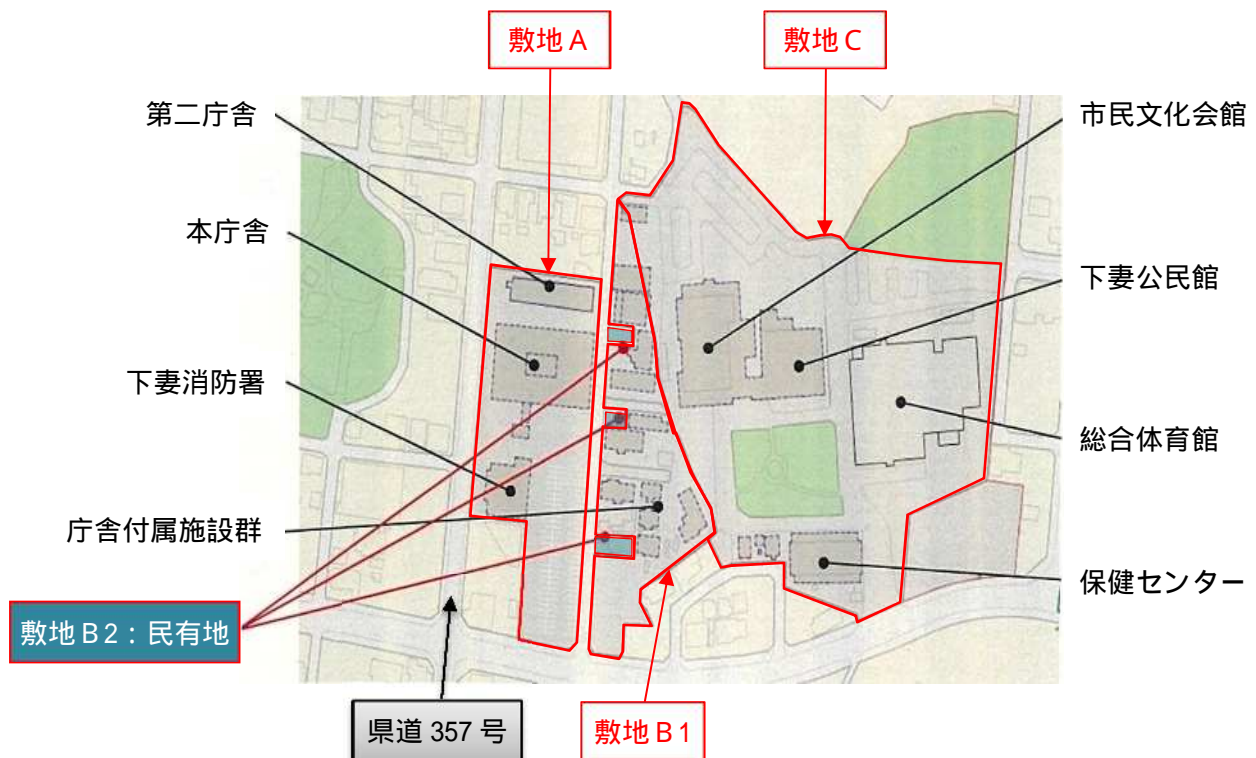 敷地A
敷地C
第二庁舎
本庁舎
下妻消防署
庁舎付属施設群
敷地B2：民有地
県道 357 号
敷地B1
市民文化会館
下妻公民館
総合体育館
保健センター